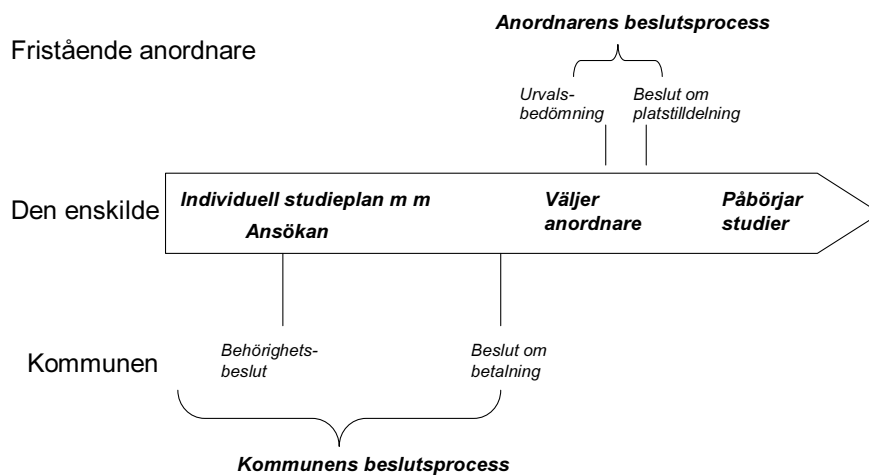 Anordnarens beslutsprocess
Fristående anordnare
Urvals-
bedömning
Beslut om
platstilldelning
Den enskilde
Individuell studieplan m m
Ansökan
Väljer
anordnare
Påbörjar
studier
Kommunen
Behörighets-
beslut
Beslut om
betalning
Kommunens beslutsprocess